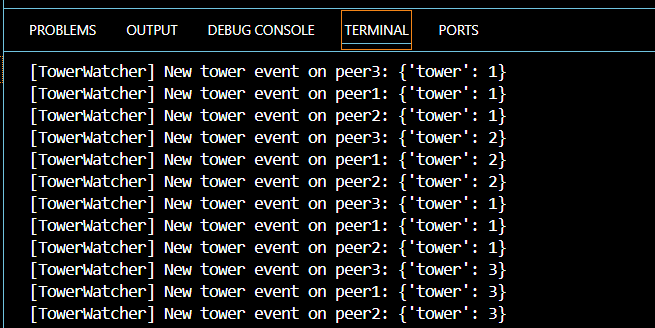 PROBLEMS OUTPUT DEBUG CONSOLE TERMINAL PORTS
[TowerWatcher] New tower event on peer3: {'tower': 1}
[TowerWatcher] New tower event on peer1: {'tower': 1}
[TowerWatcher] New tower event on peer2: {'tower': 1}
[TowerWatcher] New tower event on peer3: {'tower': 2}
[TowerWatcher] New tower event on peer1: {'tower': 2}
[TowerWatcher] New tower event on peer2: {'tower': 2}
[TowerWatcher] New tower event on peer3: {'tower': 1}
[TowerWatcher] New tower event on peer1: {'tower': 1}
[TowerWatcher] New tower event on peer2: {'tower': 1}
[TowerWatcher] New tower event on peer3: {'tower': 3}
[TowerWatcher] New tower event on peer1: {'tower': 3}
[TowerWatcher] New tower event on peer2: {'tower': 3}